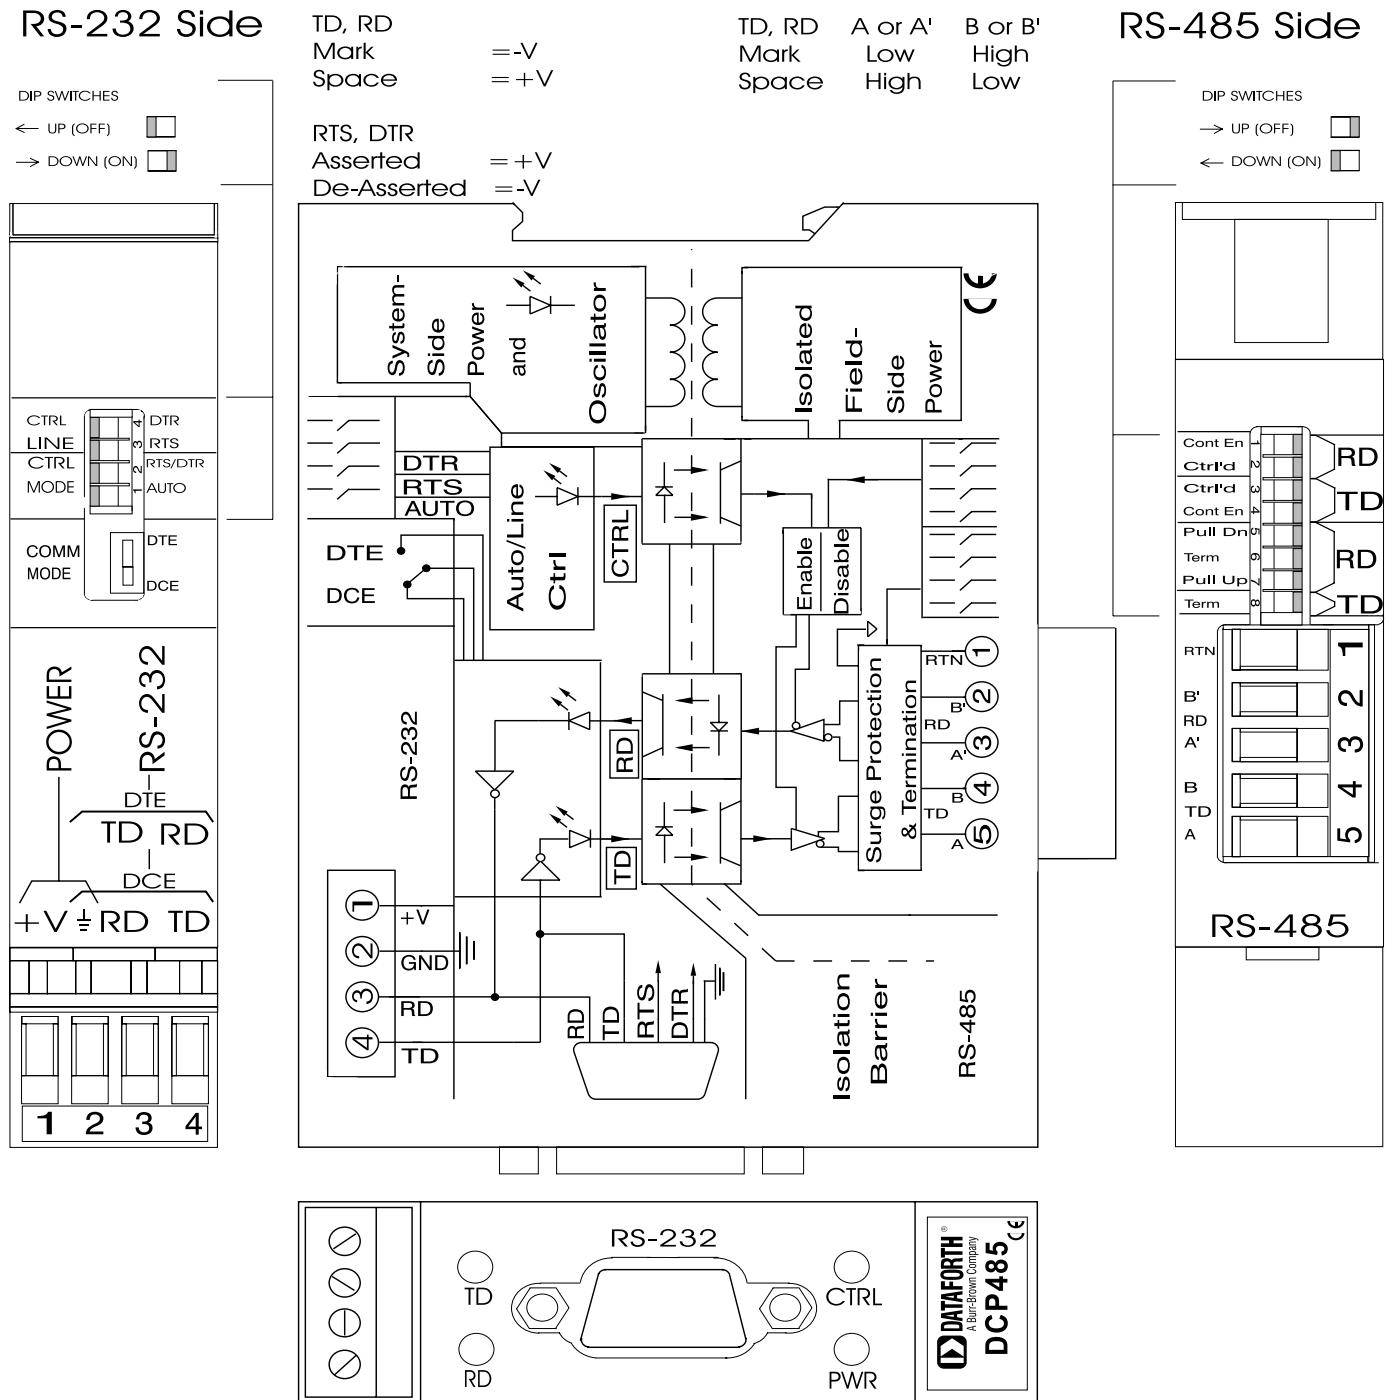 RS-232 Side
TD, RD
Mark =-V
Space =+V
RTS, DTR
Asserted =+V
De-Asserted =-V
TD, RD A or A' B or B'
Mark Low High
Space High Low
RS-485 Side
DIP SWITCHES
← UP (OFF)
→ DOWN (ON)
DIP SWITCHES
→ UP (OFF)
← DOWN (ON)
CTRL 4 DTR
LINE 3 RTS
CTRL 2 RTS/DTR
MODE 1 AUTO
COMM
MODE
DTE
DCE
POWER
RS-232
DTE
TD RD
DCE
+V RD TD
1 2 3 4
System-
Side
Power
and
Oscillator
Isolated
Field-
Side
Power
CE
DTR
RTS
AUTO
Auto/Line
Ctrl
CTRL
DTE
DCE
Enable
Disable
RS-232
RD
TD
Surge Protection
& Termination
RTN 1
B' 2
RD
A' 3
B 4
TD
A 5
1 +V
2 GND
3 RD
4 TD
RD
TD
RTS
DTR
Isolation
Barrier
RS-485
Cont En 1
Ctrl'd 2
RD
Ctrl'd 3
Cont En 4
TD
Pull Dn 5
Term 6
Pull Up 7
RD
Term 8
TD
RTN 1
B' 2
RD
A' 3
B 4
TD
A 5
RS-485
RS-232
TD
RD
CTRL
PWR
DATAFORTH®
A Burr-Brown Company
DCP485
CE